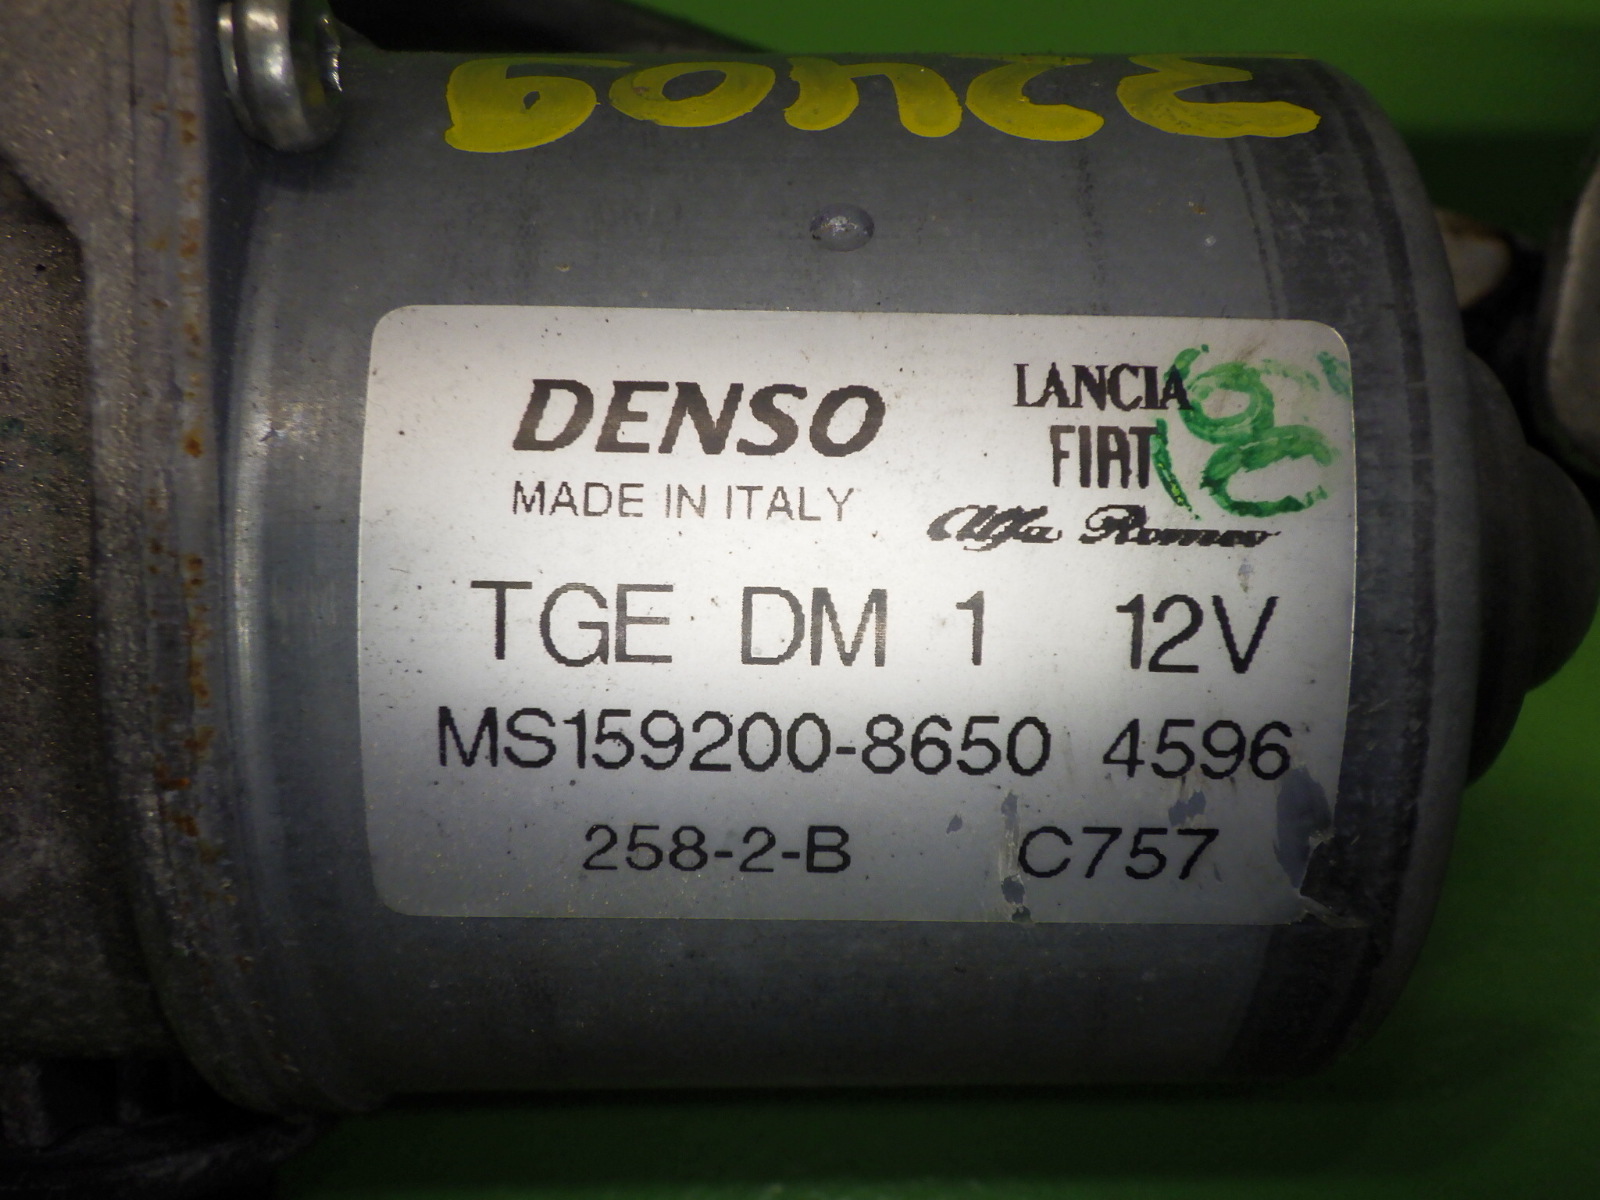 DENSO
MADE IN ITALY
LANCIA
FIAT
Alfa Romeo
TGE DM 1 12V
MS159200-8650 4596
258-2-B C757